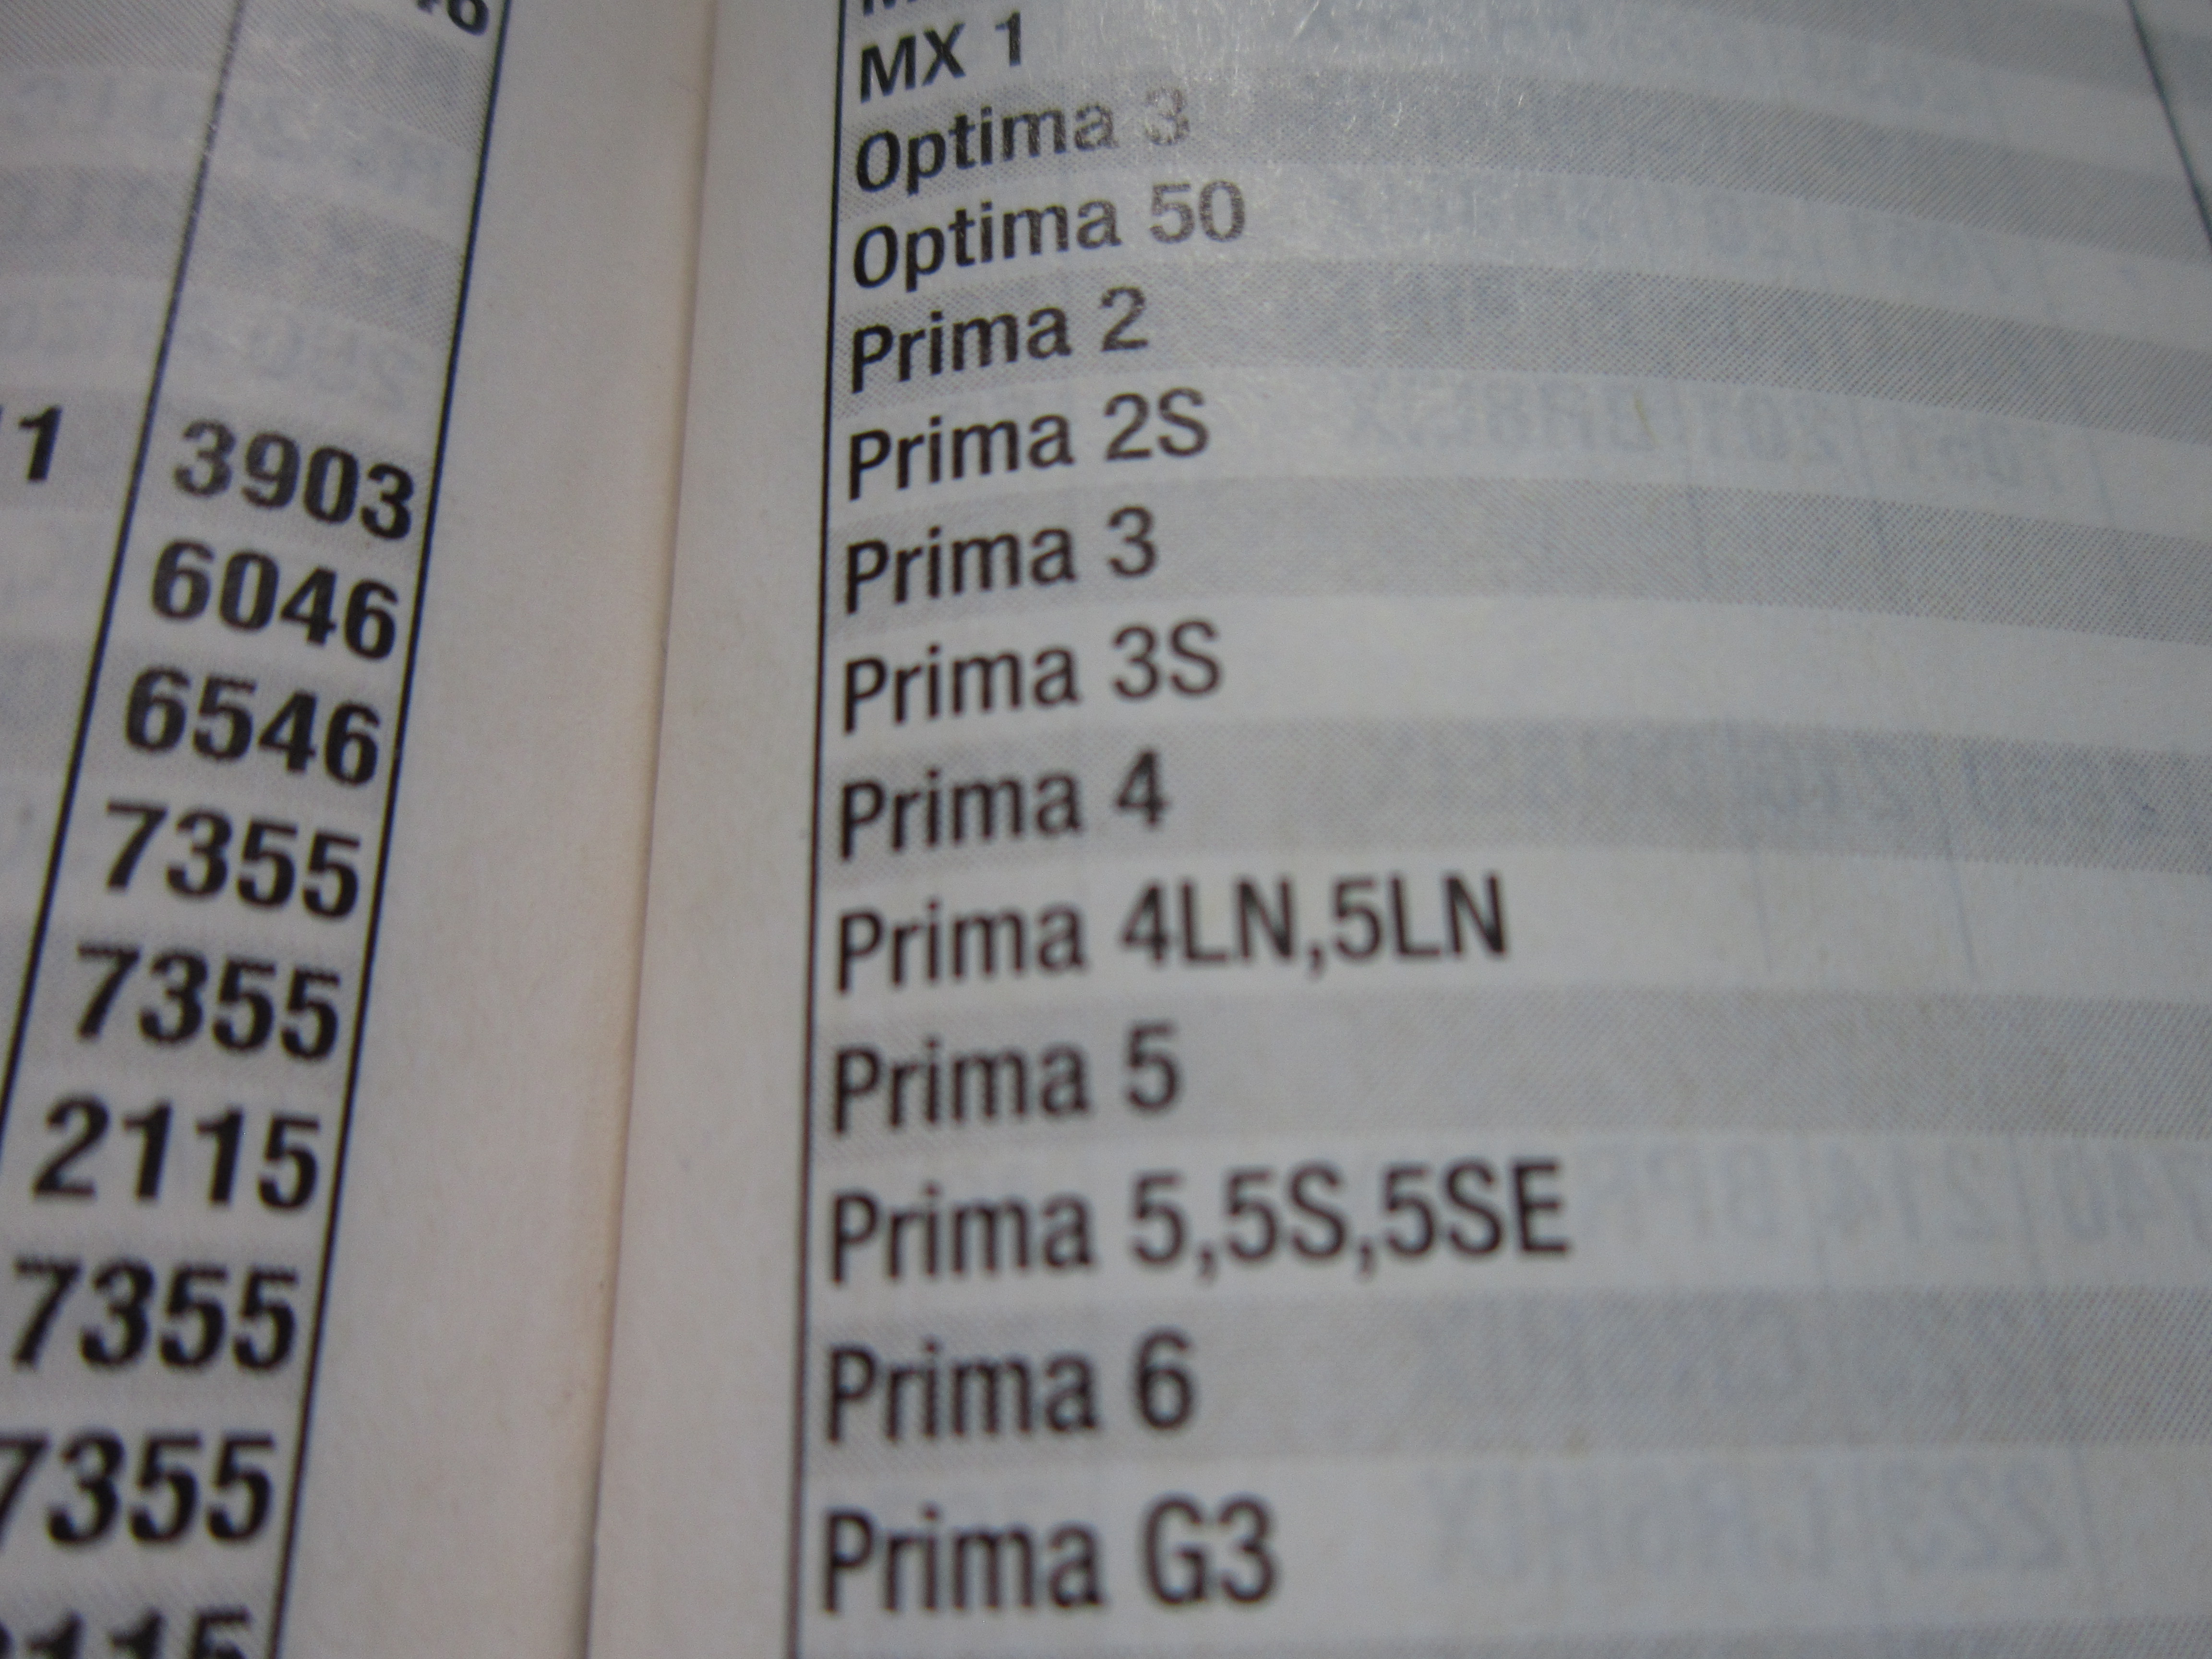 11
3903
6046
6546
7355
7355
2115
7355
7355
MX 1
Optima 3
Optima 50
Prima 2
Prima 2S
Prima 3
Prima 3S
Prima 4
Prima 4LN,5LN
Prima 5
Prima 5,5S,5SE
Prima 6
Prima G3